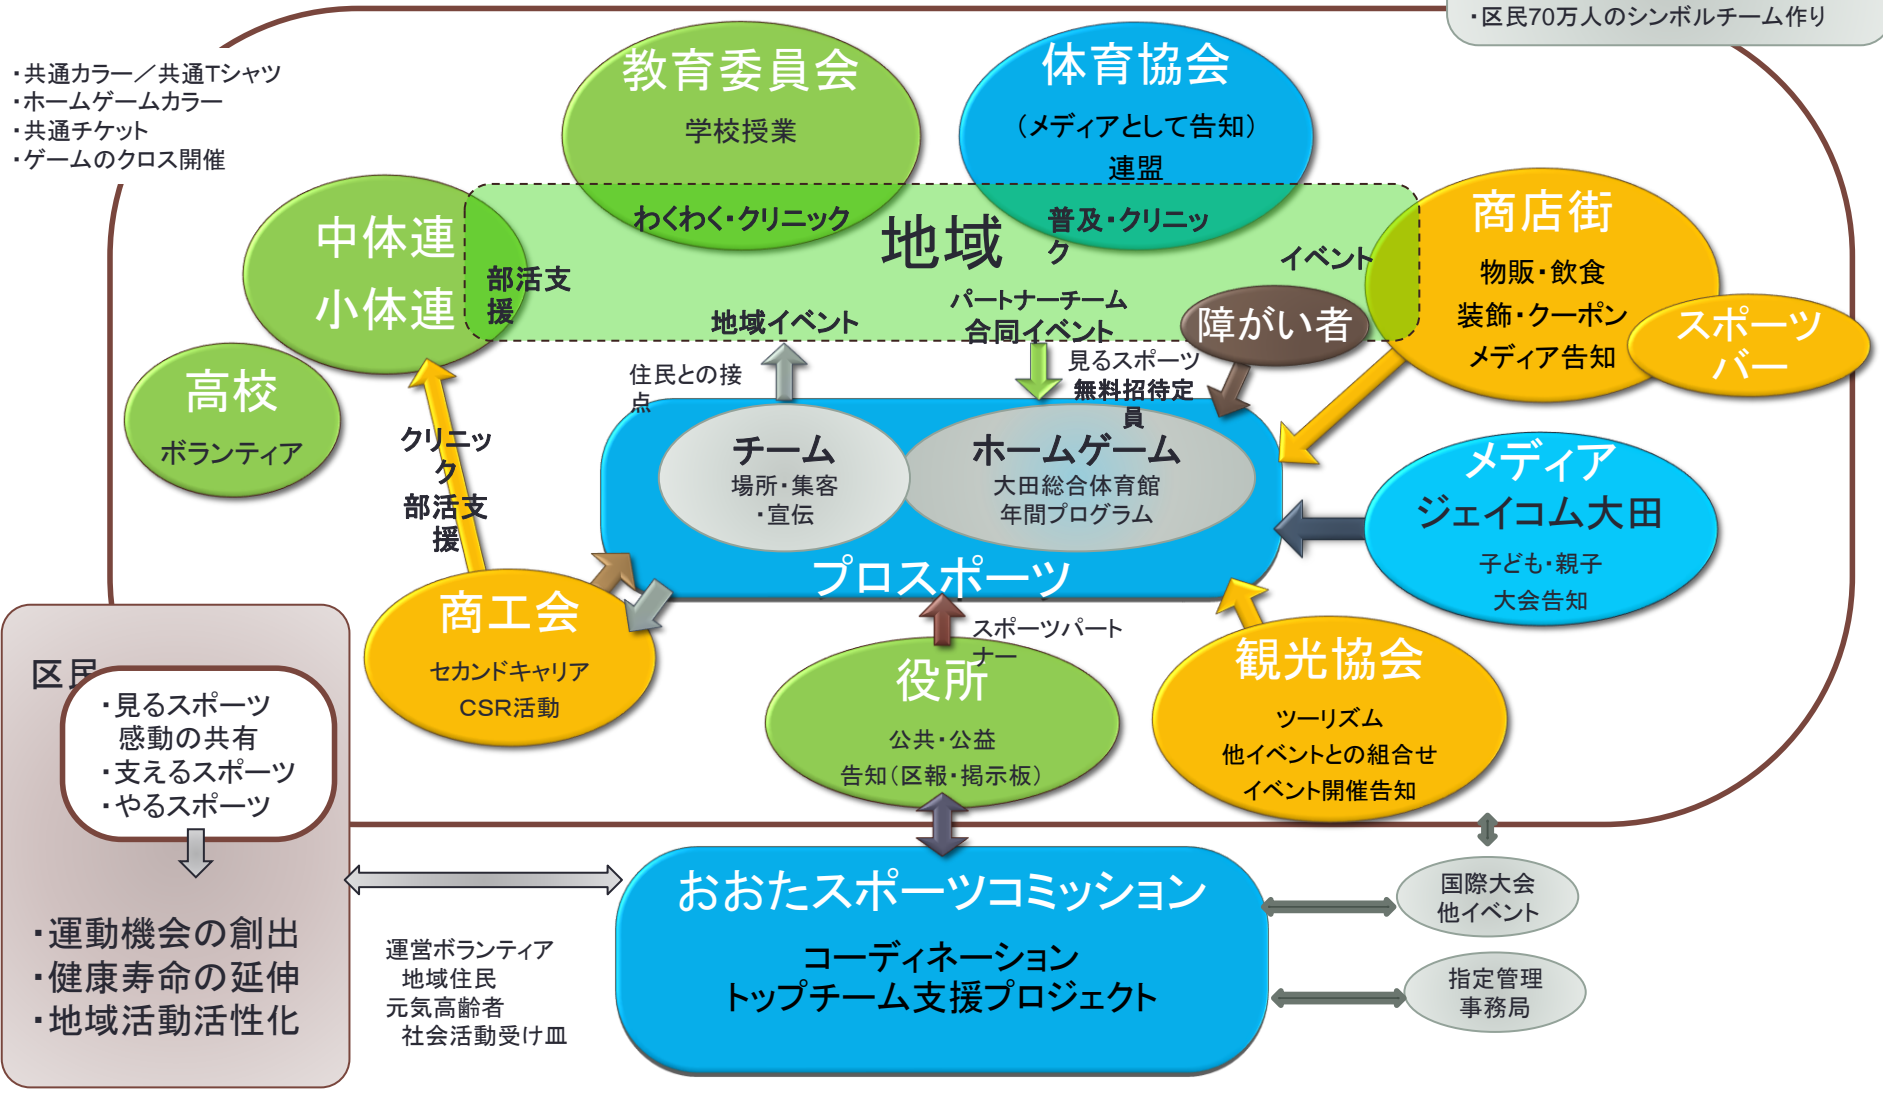 ・区民70万人のシンボルチーム作り
・共通カラー／共通Tシャツ
・ホームゲームカラー
・共通チケット
・ゲームのクロス開催
教育委員会
学校授業
わくわく・クリニック
体育協会
（メディアとして告知）
連盟
普及・クリニッ
ク
地域
中体連
小体連
部活支
援
商店街
物販・飲食
装飾・クーポン
メディア告知
イベント
スポーツ
バー
障がい者
地域イベント
パートナーチーム
合同イベント
高校
ボランティア
住民との接
点
見るスポーツ
無料招待定
員
クリニッ
ク
部活支
援
チーム
場所・集客
・宣伝
ホームゲーム
大田総合体育館
年間プログラム
プロスポーツ
メディア
ジェイコム大田
子ども・親子
大会告知
商工会
セカンドキャリア
CSR活動
スポーツパート
ナー
役所
公共・公益
告知（区報・掲示板）
観光協会
ツーリズム
他イベントとの組合せ
イベント開催告知
区民
・見るスポーツ
感動の共有
・支えるスポーツ
・やるスポーツ
・運動機会の創出
・健康寿命の延伸
・地域活動活性化
運営ボランティア
地域住民
元気高齢者
社会活動受け皿
おおたスポーツコミッション
コーディネーション
トップチーム支援プロジェクト
国際大会
他イベント
指定管理
事務局